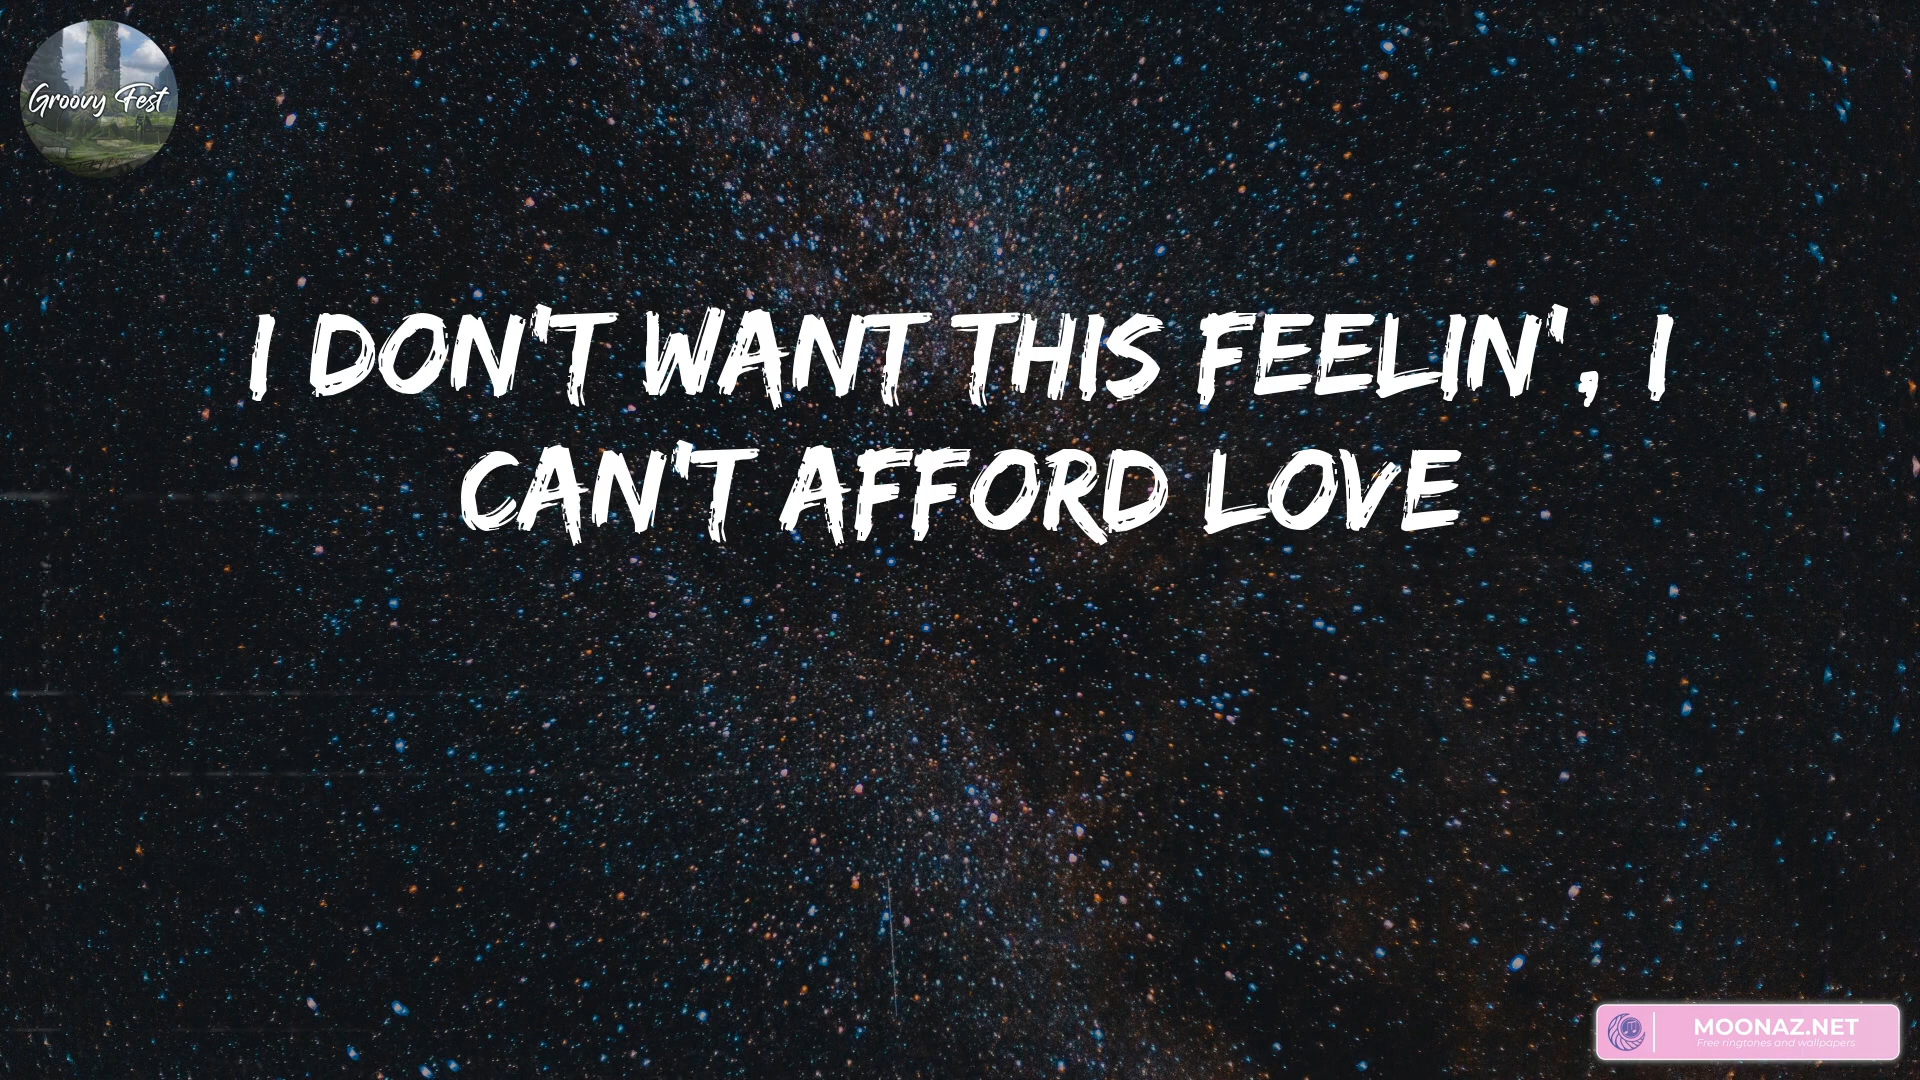 Groovy Fest
I DON'T WANT THIS FEELIN', I
CAN'T AFFORD LOVE
MOONAZ.NET
Free ringtones and wallpapers